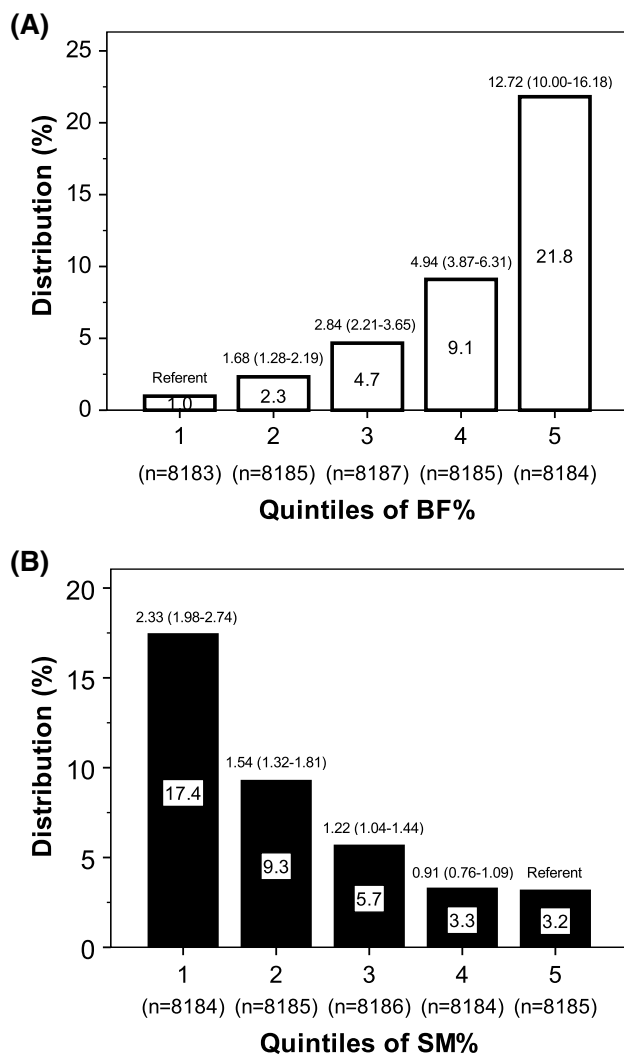 (A)
Distribution (%)
25
20
15
10
5
0
Referent
1.68 (1.28-2.19)
2.84 (2.21-3.65)
4.94 (3.87-6.31)
12.72 (10.00-16.18)
1.0
2.3
4.7
9.1
21.8
1 2 3 4 5
(n=8183) (n=8185) (n=8187) (n=8185) (n=8184)
Quintiles of BF%
(B)
Distribution (%)
20
15
10
5
0
2.33 (1.98-2.74)
1.54 (1.32-1.81)
1.22 (1.04-1.44)
0.91 (0.76-1.09)
Referent
17.4
9.3
5.7
3.3
3.2
1 2 3 4 5
(n=8184) (n=8185) (n=8186) (n=8184) (n=8185)
Quintiles of SM%